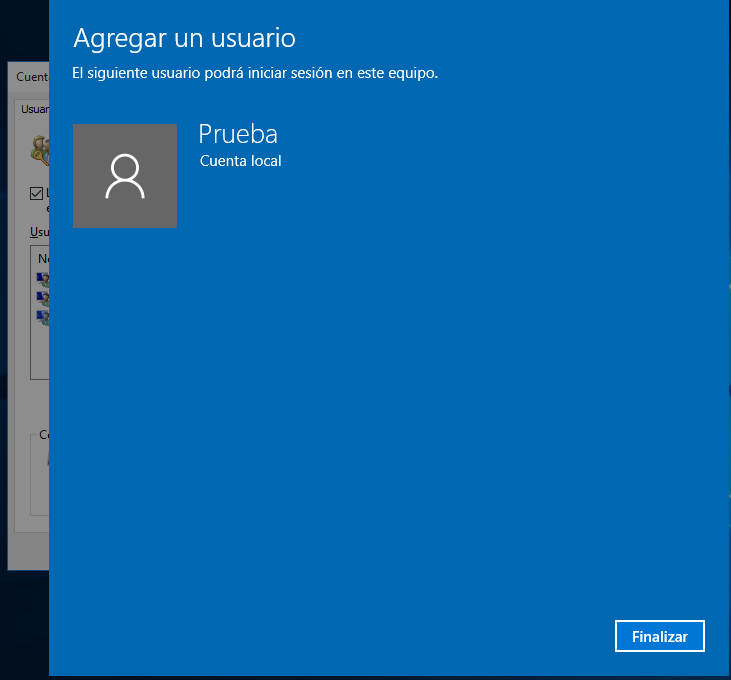 Agregar un usuario
El siguiente usuario podrá iniciar sesión en este equipo.
Prueba
Cuenta local
Cuent
Usuar
Usu
Finalizar